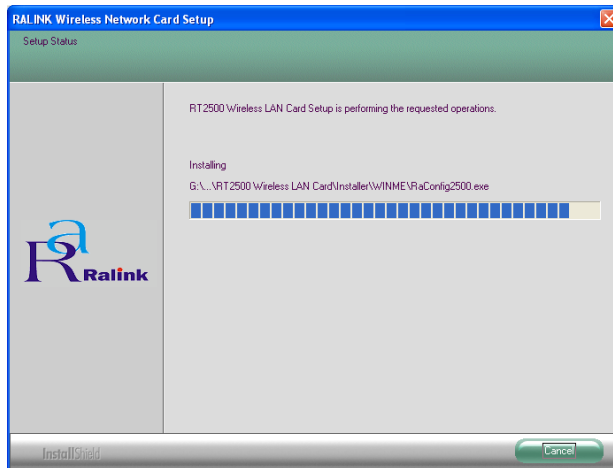 RALINK Wireless Network Card Setup
Setup Status
RT2500 Wireless LAN Card Setup is performing the requested operations.
Installing
G:\...\RT2500 Wireless LAN Card\Installer\WINME\RaConfig2500.exe
Ra
Ralink
InstallShield
Cancel